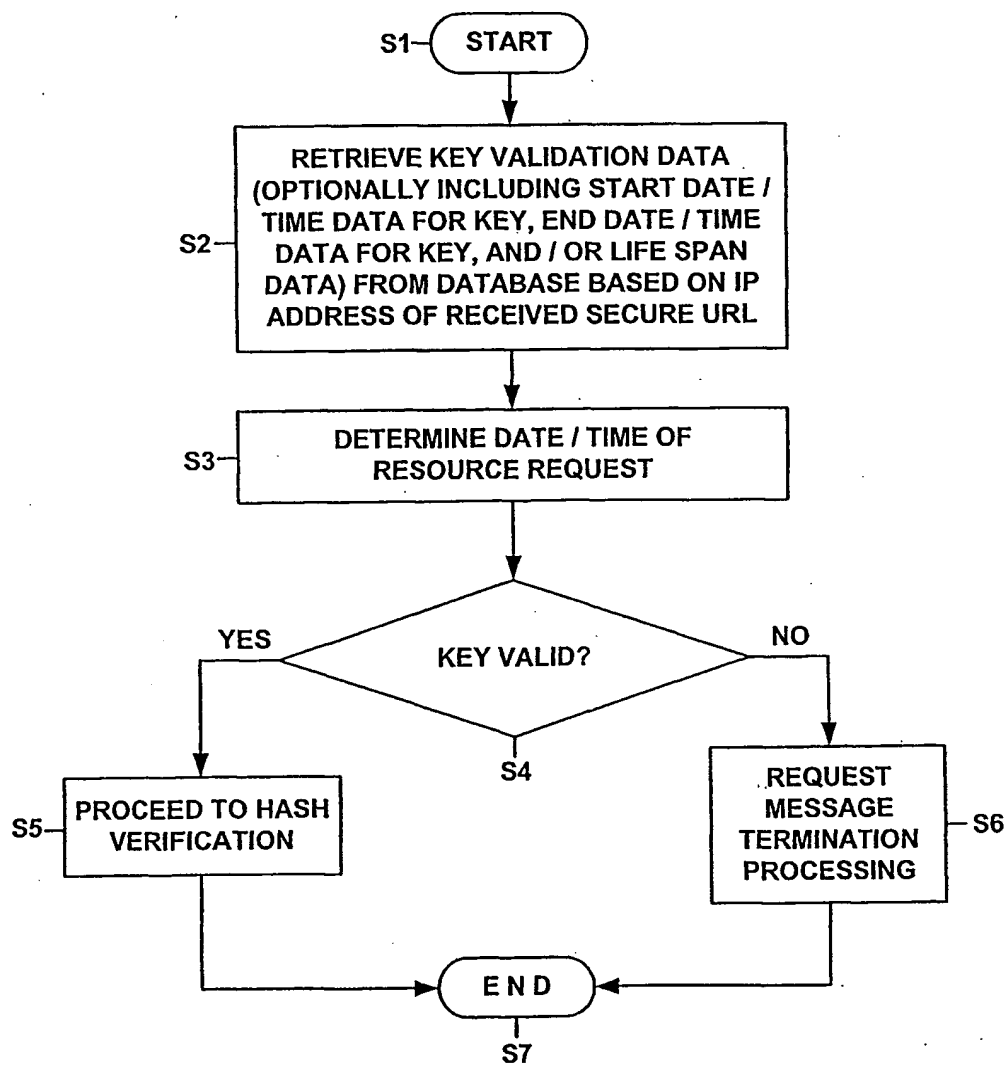 S1
START
RETRIEVE KEY VALIDATION DATA
(OPTIONALLY INCLUDING START DATE /
TIME DATA FOR KEY, END DATE / TIME
DATA FOR KEY, AND / OR LIFE SPAN
DATA) FROM DATABASE BASED ON IP
ADDRESS OF RECEIVED SECURE URL
S2
DETERMINE DATE / TIME OF
RESOURCE REQUEST
S3
YES
KEY VALID?
NO
S4
PROCEED TO HASH
VERIFICATION
S5
REQUEST
MESSAGE
TERMINATION
PROCESSING
S6
E N D
S7